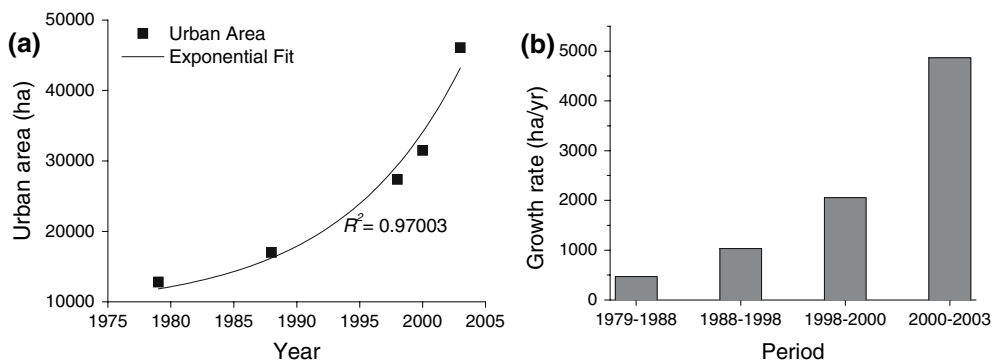 (a)
Urban Area
Exponential Fit
Urban area (ha)
50000
40000
30000
20000
10000
R²= 0.97003
1975 1980 1985 1990 1995 2000 2005
Year
(b)
Growth rate (ha/yr)
5000
4000
3000
2000
1000
0
1979-1988 1988-1998 1998-2000 2000-2003
Period